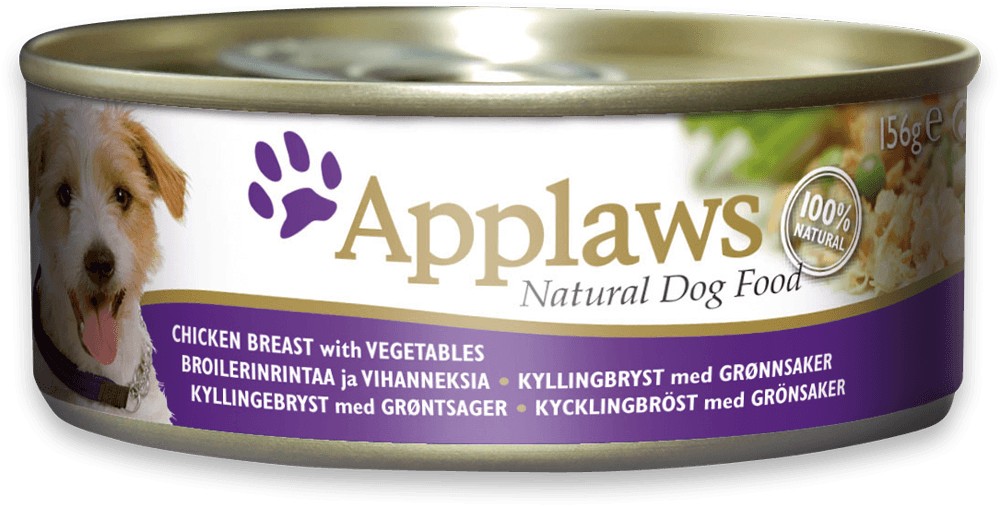 156g e
Applaws
100%
NATURAL
Natural Dog Food
CHICKEN BREAST with VEGETABLES
BROILERINRINTAA ja VIHANNEKSIA • KYLLINGBRYST med GRØNNSAKER
KYLLINGEBRYST med GRØNTSAGER • KYCKLINGBRÖST med GRÖNSAKER